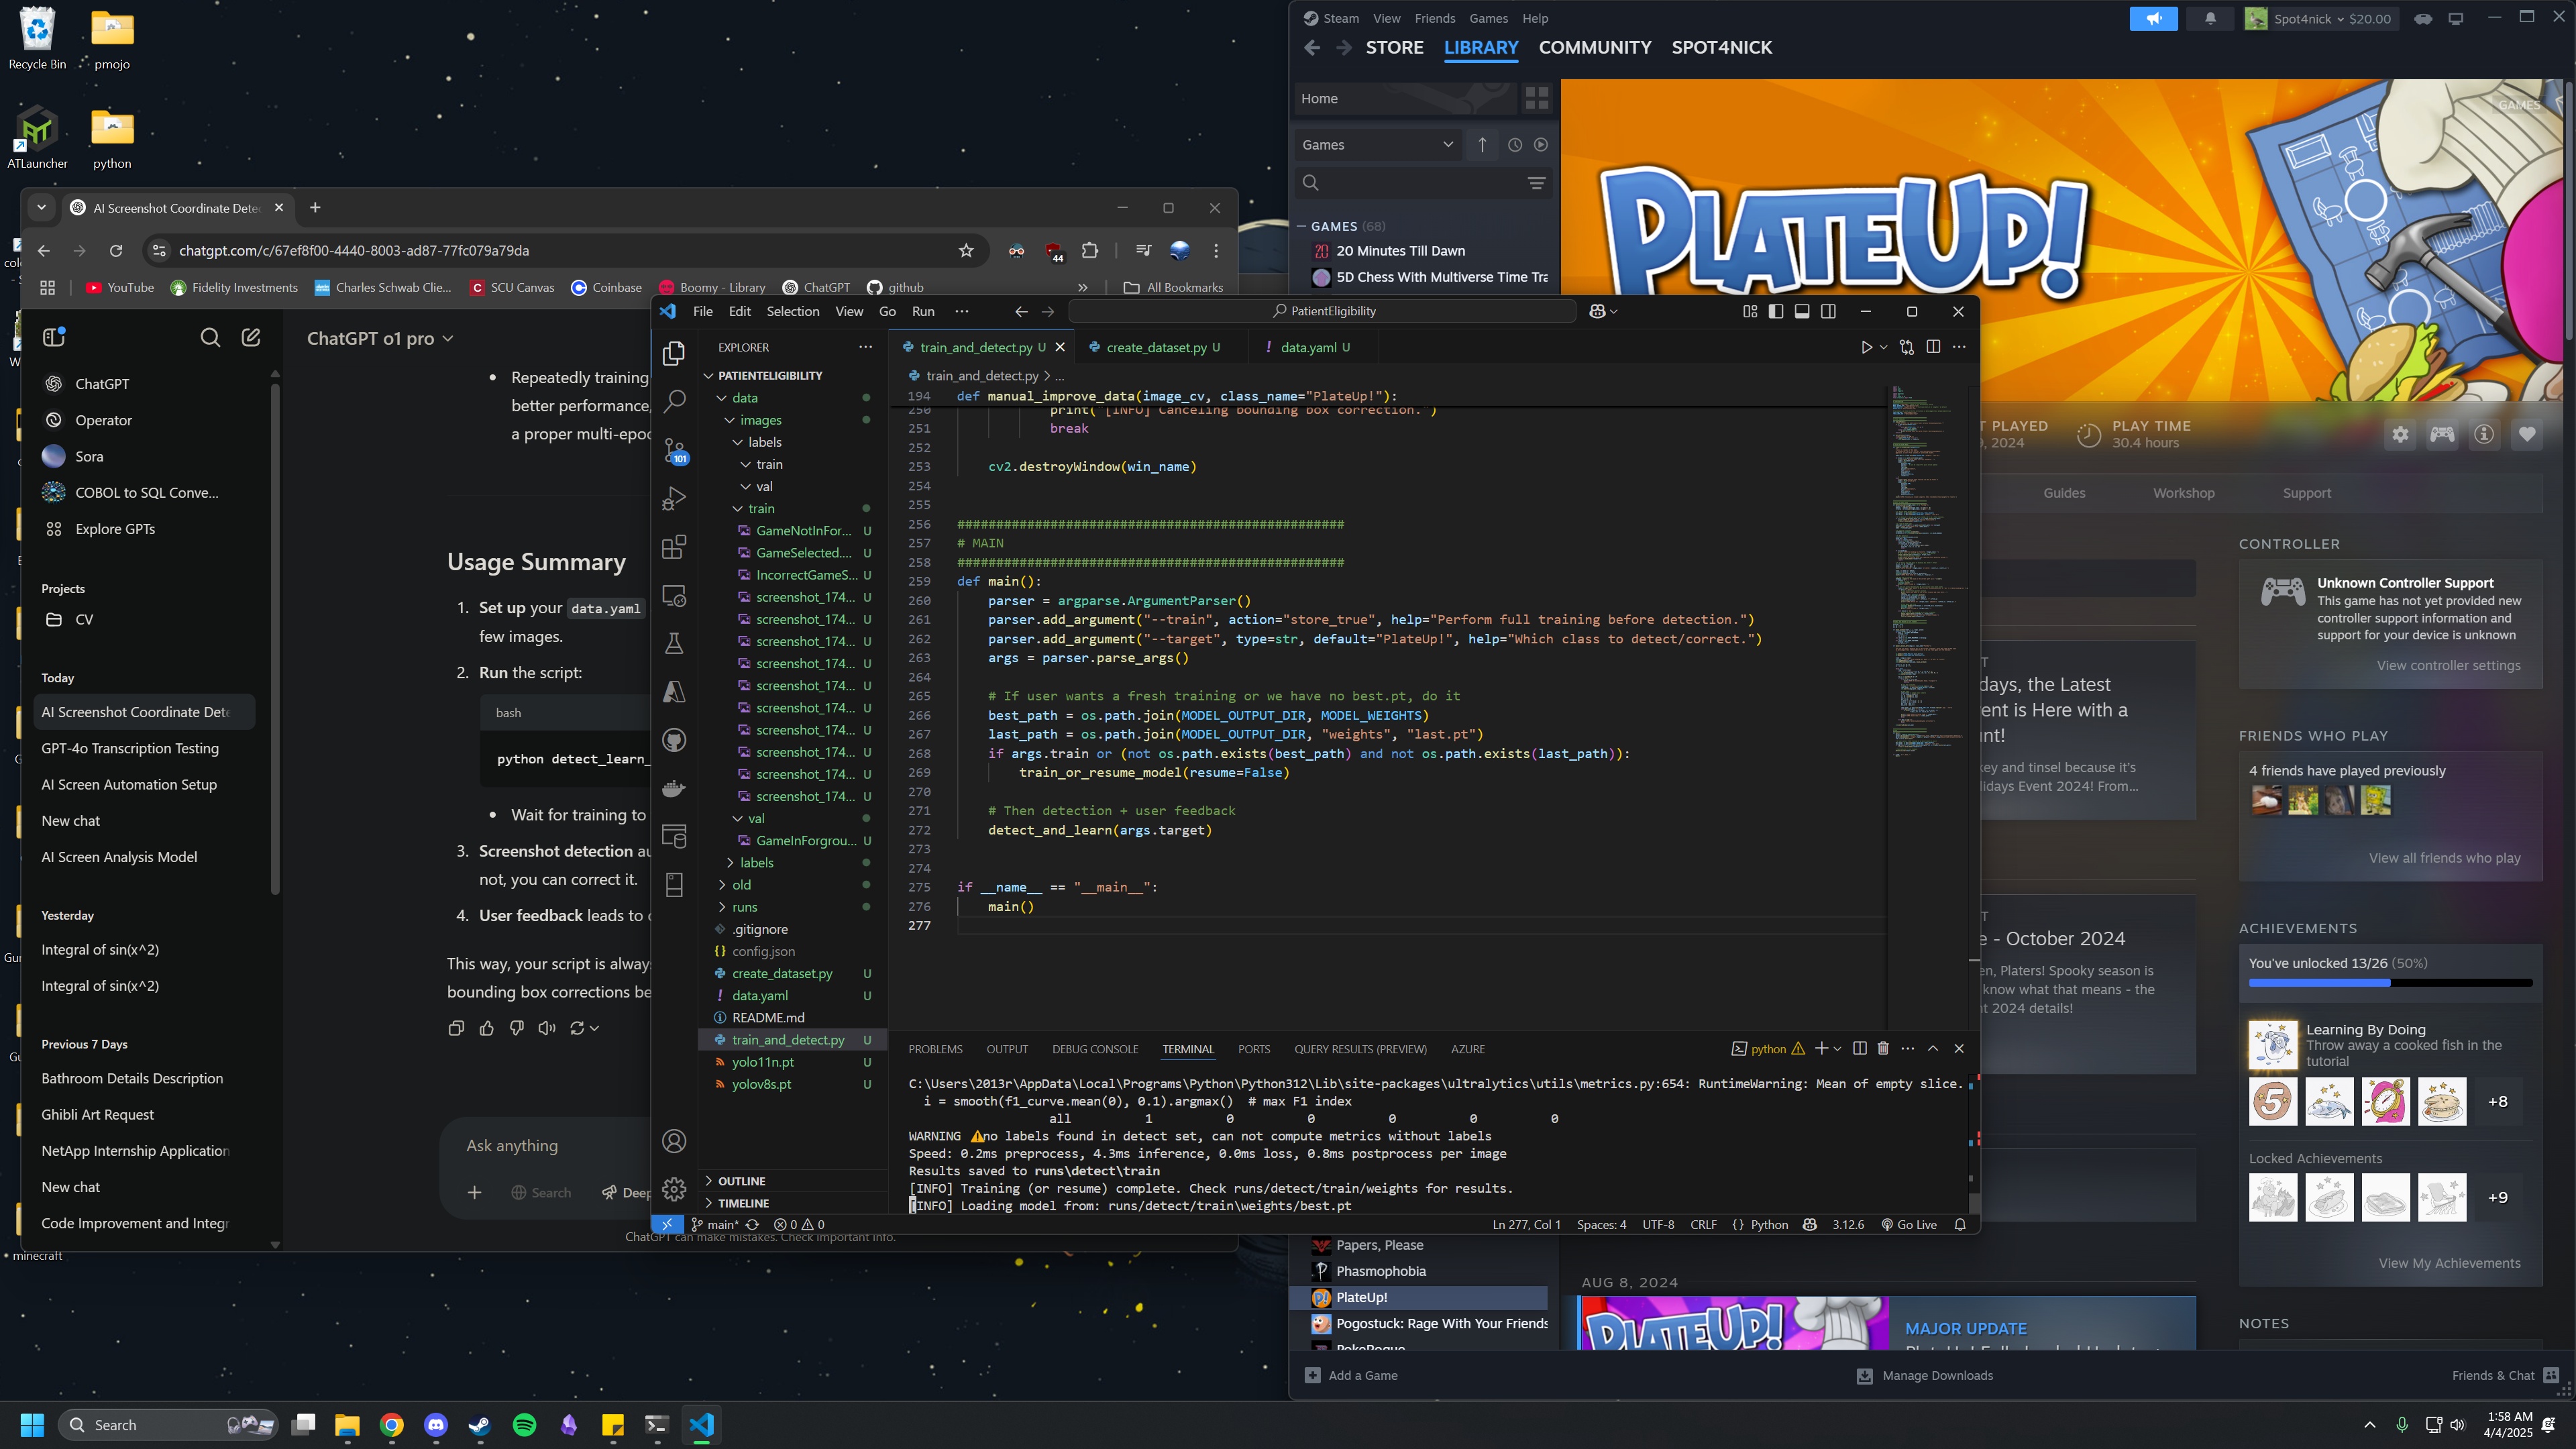 Recycle Bin
pmojo
ATLauncher
python
minecraft
AI Screenshot Coordinate Dete
chatgpt.com/c/67ef8f00-4440-8003-ad87-77fc079a79da
44
YouTube
Fidelity Investments
Charles Schwab Clie...
SCU Canvas
Coinbase
Boomy - Library
ChatGPT
github
»
All Bookmarks
ChatGPT
Operator
Sora
COBOL to SQL Conve...
Explore GPTs
Projects
CV
Today
AI Screenshot Coordinate Dete
GPT-4o Transcription Testing
AI Screen Automation Setup
New chat
AI Screen Analysis Model
Yesterday
Integral of sin(x^2)
Integral of sin(x^2)
Previous 7 Days
Bathroom Details Description
Ghibli Art Request
NetApp Internship Application
New chat
Code Improvement and Integr
ChatGPT o1 pro
• Repeatedly training
better performance,
a proper multi-epoc
Usage Summary
1. Set up your data.yaml
few images.
2. Run the script:
bash
python detect_learn_
• Wait for training to
3. Screenshot detection au
not, you can correct it.
4. User feedback leads to
This way, your script is alway
bounding box corrections be
Ask anything
Search
Deep
ChatGPT can make mistakes. Check important info.
File Edit Selection View Go Run ...
PatientEligibility
EXPLORER
PATIENTELIGIBILITY
data
images
labels
train
val
train
GameNotInFor... U
GameSelected.... U
IncorrectGameS... U
screenshot_174... U
screenshot_174... U
screenshot_174... U
screenshot_174... U
screenshot_174... U
screenshot_174... U
screenshot_174... U
screenshot_174... U
screenshot_174... U
screenshot_174... U
val
GameInForgrou... U
labels
old
runs
.gitignore
config.json
create_dataset.py U
data.yaml U
README.md
train_and_detect.py U
yolo11n.pt U
yolov8s.pt U
OUTLINE
TIMELINE
101
train_and_detect.py U
create_dataset.py U
data.yaml U
train_and_detect.py > ...
194 def manual_improve_data(image_cv, class_name="PlateUp!"):
250 print("[INFO] Canceling bounding box correction.")
251 break
252
253 cv2.destroyWindow(win_name)
254
255
256 ##################################################
257 # MAIN
258 ##################################################
259 def main():
260 parser = argparse.ArgumentParser()
261 parser.add_argument("--train", action="store_true", help="Perform full training before detection.")
262 parser.add_argument("--target", type=str, default="PlateUp!", help="Which class to detect/correct.")
263 args = parser.parse_args()
264
265 # If user wants a fresh training or we have no best.pt, do it
266 best_path = os.path.join(MODEL_OUTPUT_DIR, MODEL_WEIGHTS)
267 last_path = os.path.join(MODEL_OUTPUT_DIR, "weights", "last.pt")
268 if args.train or (not os.path.exists(best_path) and not os.path.exists(last_path)):
269 train_or_resume_model(resume=False)
270
271 # Then detection + user feedback
272 detect_and_learn(args.target)
273
274
275 if __name__ == "__main__":
276 main()
277
PROBLEMS OUTPUT DEBUG CONSOLE TERMINAL PORTS QUERY RESULTS (PREVIEW) AZURE
python
C:\Users\2013r\AppData\Local\Programs\Python\Python312\Lib\site-packages\ultralytics\utils\metrics.py:654: RuntimeWarning: Mean of empty slice.
i = smooth(f1_curve.mean(0), 0.1).argmax() # max F1 index
all 1 0 0 0 0 0
WARNING ⚠️no labels found in detect set, can not compute metrics without labels
Speed: 0.2ms preprocess, 4.3ms inference, 0.0ms loss, 0.8ms postprocess per image
Results saved to runs\detect\train
[INFO] Training (or resume) complete. Check runs/detect/train/weights for results.
[INFO] Loading model from: runs/detect/train\weights/best.pt
main* 0 0
Ln 277, Col 1 Spaces: 4 UTF-8 CRLF {} Python 3.12.6 Go Live
Steam View Friends Games Help
Spot4nick $20.00
STORE LIBRARY COMMUNITY SPOT4NICK
Home
Games
GAMES (68)
20 Minutes Till Dawn
5D Chess With Multiverse Time Tra
Papers, Please
Phasmophobia
PlateUp!
Pogostuck: Rage With Your Friends
PokeRogue
Add a Game
GAMES
PLATEUP!
T PLAYED
9, 2024
PLAY TIME
30.4 hours
Guides
Workshop
Support
T
days, the Latest
ent is Here with a
nt!
key and tinsel because it's
lidays Event 2024! From...
T
e - October 2024
en, Platers! Spooky season is
know what that means - the
nt 2024 details!
AUG 8, 2024
PLATEUP!
MAJOR UPDATE
CONTROLLER
Unknown Controller Support
This game has not yet provided new
controller support information and
support for your device is unknown
View controller settings
FRIENDS WHO PLAY
4 friends have played previously
View all friends who play
ACHIEVEMENTS
You've unlocked 13/26 (50%)
Learning By Doing
Throw away a cooked fish in the
tutorial
5
+8
Locked Achievements
+9
View My Achievements
NOTES
Manage Downloads
Friends & Chat
Search
1:58 AM
4/4/2025